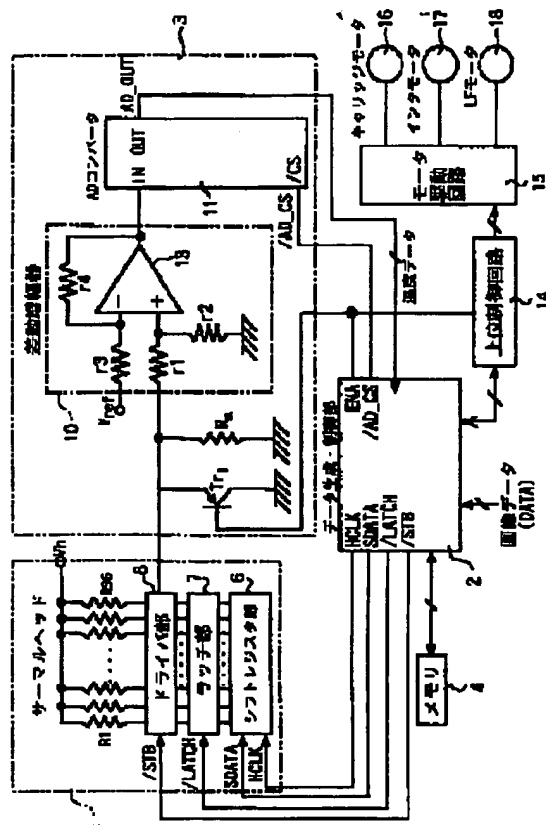 サーマルヘッド
Vh
R1
R96
ドライバ部
8
ラッチ部
7
シフトレジスタ部
6
/STB
/LATCH
SDATA
HCLK
差動増幅器
10
Vref
r3
r4
r1
r2
13
Tr1
ADコンバータ
IN OUT
11
/CS
AD_OUT
/AD_CS
3
データ生成・制御部
HCLK
SDATA
/LATCH
/STB
ENA
/AD_CS
2
温度データ
メモリ
4
画像データ
(DATA)
上位制御回路
14
モータ
駆動
回路
15
キャリッジモータ
16
インクモータ
17
LFモータ
18